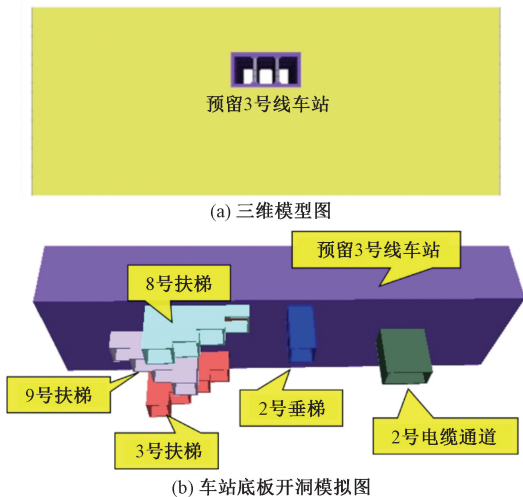 预留3号线车站
(a) 三维模型图
预留3号线车站
8号扶梯
9号扶梯
2号垂梯
3号扶梯
2号电缆通道
(b) 车站底板开洞模拟图